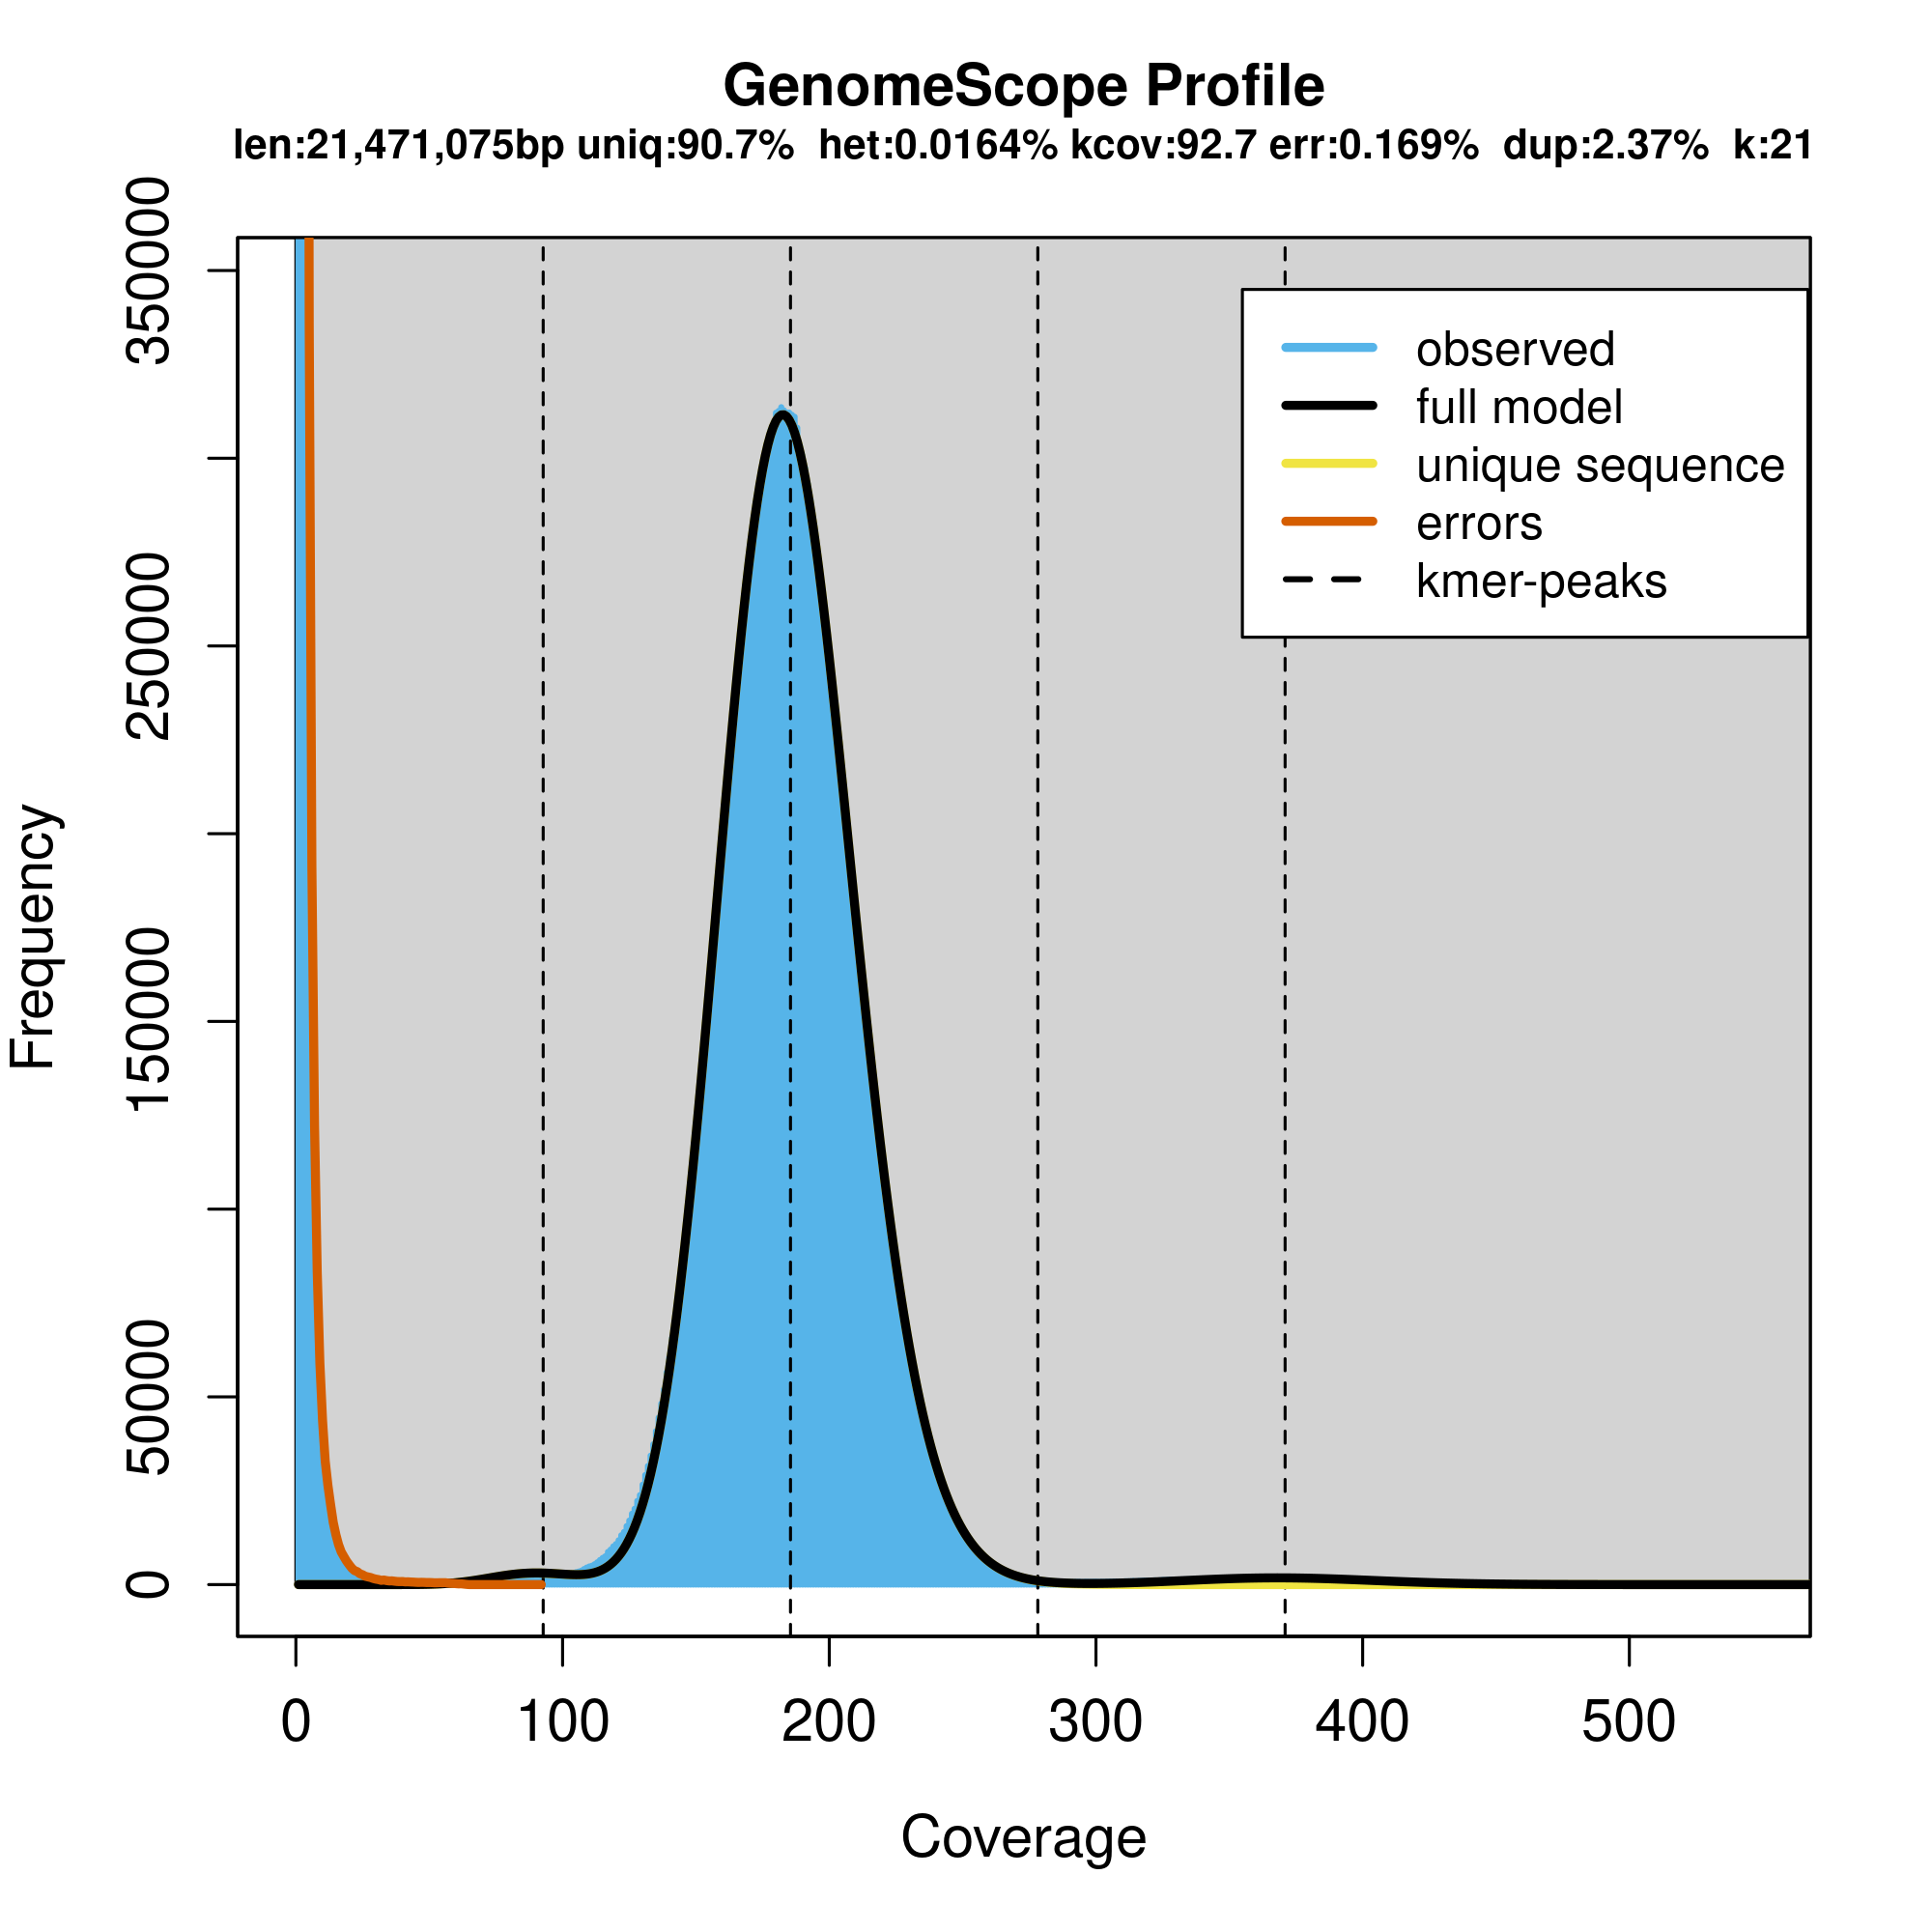 GenomeScope Profile
len:21,471,075bp uniq:90.7% het:0.0164% kcov:92.7 err:0.169% dup:2.37% k:21
350000
250000
150000
50000
0
Frequency
observed
full model
unique sequence
errors
kmer-peaks
0 100 200 300 400 500
Coverage